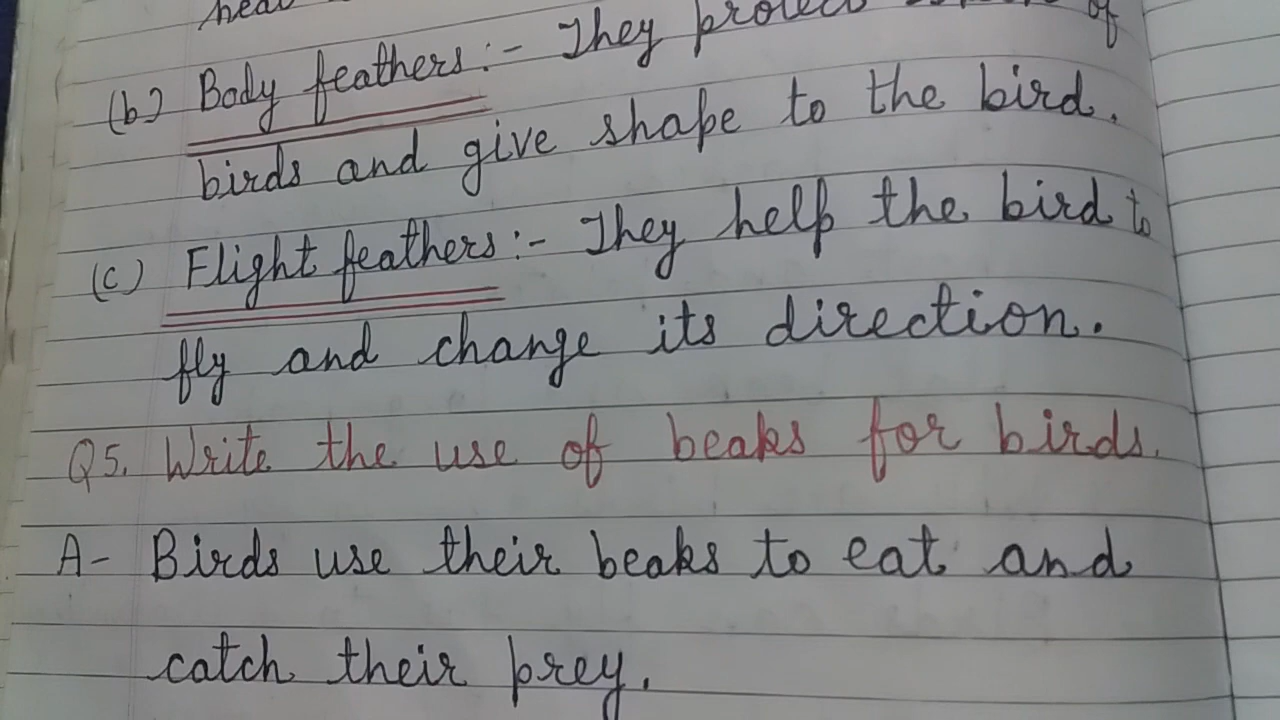 heat
(b) Body feathers:- They protect of
birds and give shape to the bird.
(c) Flight feathers:- They help the bird to
fly and change its direction.
Q5. Write the use of beaks for birds.
A- Birds use their beaks to eat and
catch their prey.